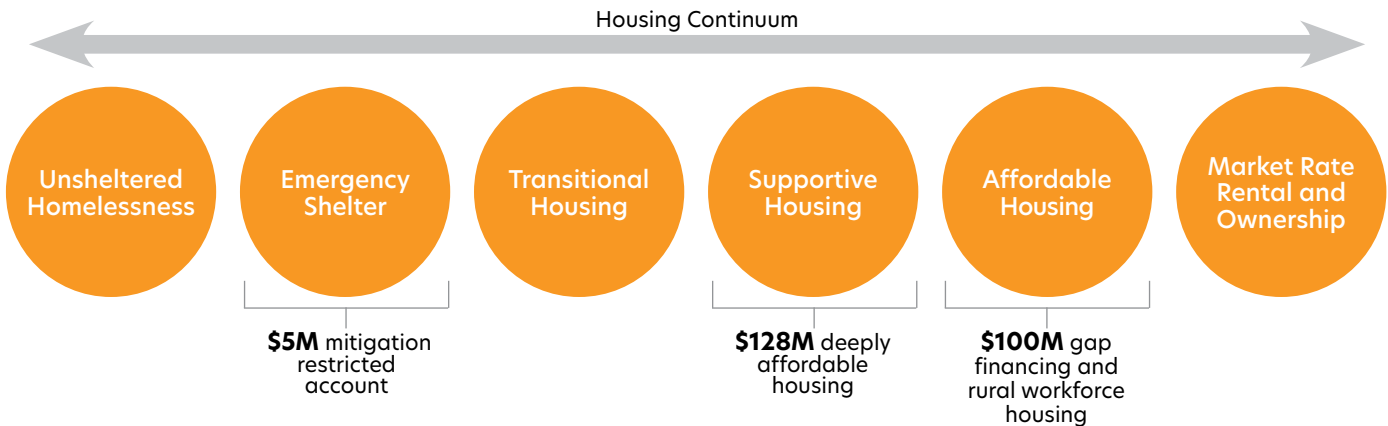 Housing Continuum
Unsheltered
Homelessness
Emergency
Shelter
Transitional
Housing
Supportive
Housing
Affordable
Housing
Market Rate
Rental and
Ownership
$5M mitigation
restricted
account
$128M deeply
affordable
housing
$100M gap
financing and
rural workforce
housing